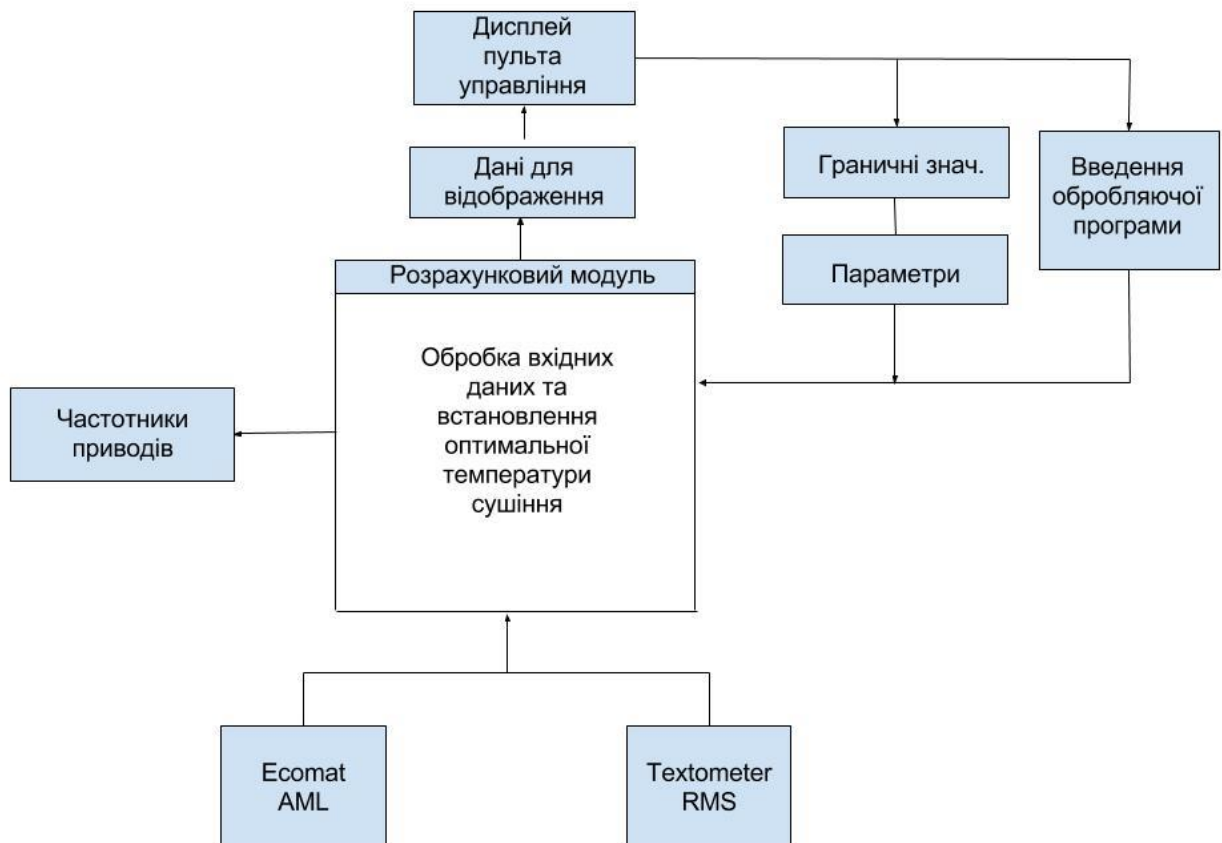 Дисплей
пульта
управління
Дані для
відображення
Граничні знач.
Введення
обробляючої
програми
Параметри
Розрахунковий модуль
Обробка вхідних
даних та
встановлення
оптимальної
температури
сушіння
Частотники
приводів
Ecomat
AML
Textometer
RMS